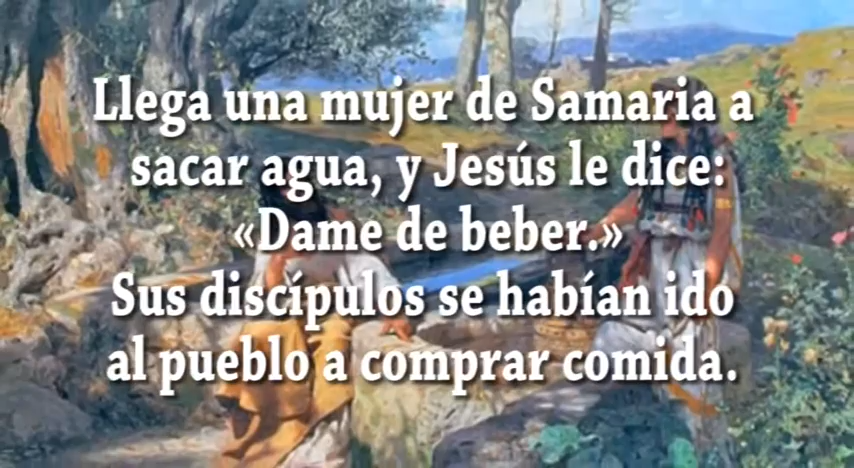 Llega una mujer de Samaria a
sacar agua, y Jesús le dice:
«Dame de beber.»
Sus discípulos se habían ido
al pueblo a comprar comida.